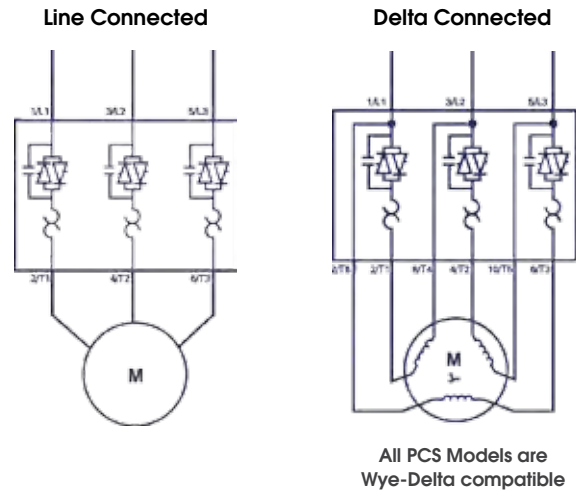 Line Connected
Delta Connected
1/L1 3/L2 5/L3
1/L1 3/L2 5/L3
2/T1 4/T2 6/T3
2/T1 8/T4 4/T2 6/T3
M
M
3~
All PCS Models are
Wye-Delta compatible